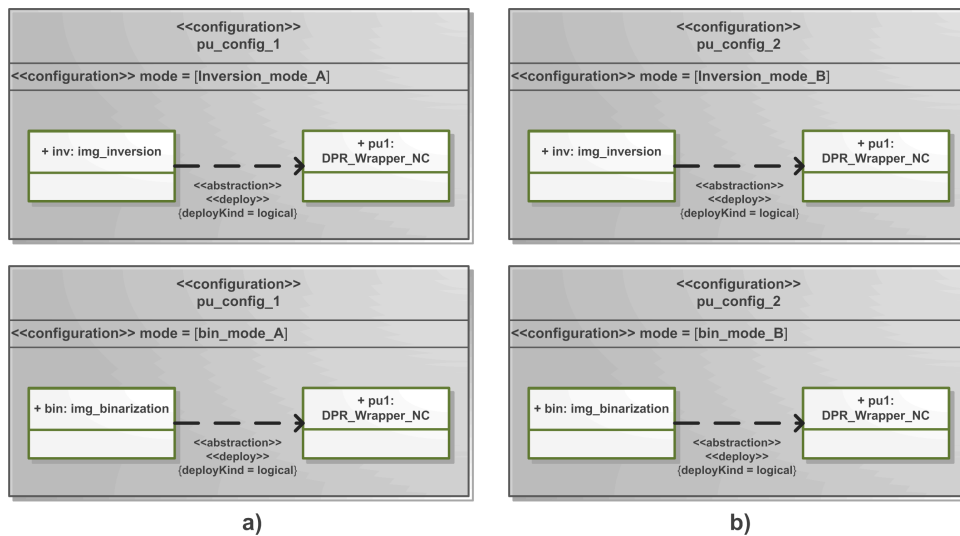 <<configuration>>
pu_config_1
<<configuration>> mode = [Inversion_mode_A]
+ inv: img_inversion
+ pu1:
DPR_Wrapper_NC
<<abstraction>>
<<deploy>>
{deployKind = logical}
<<configuration>>
pu_config_2
<<configuration>> mode = [Inversion_mode_B]
+ inv: img_inversion
+ pu1:
DPR_Wrapper_NC
<<abstraction>>
<<deploy>>
{deployKind = logical}
<<configuration>>
pu_config_1
<<configuration>> mode = [bin_mode_A]
+ bin: img_binarization
+ pu1:
DPR_Wrapper_NC
<<abstraction>>
<<deploy>>
{deployKind = logical}
<<configuration>>
pu_config_2
<<configuration>> mode = [bin_mode_B]
+ bin: img_binarization
+ pu1:
DPR_Wrapper_NC
<<abstraction>>
<<deploy>>
{deployKind = logical}
a)
b)